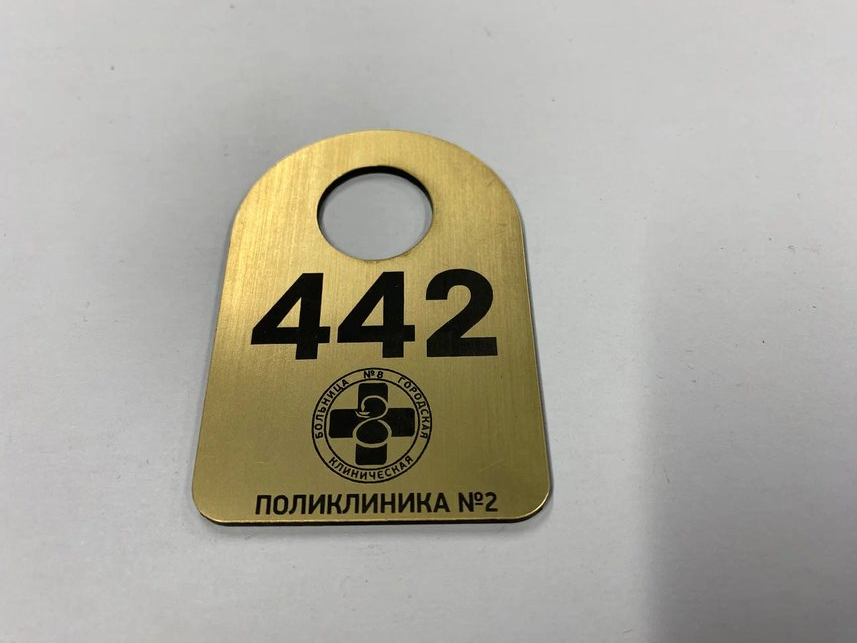 442
БОЛЬНИЦА №8 ГОРОДСКАЯ
КЛИНИЧЕСКАЯ
ПОЛИКЛИНИКА №2